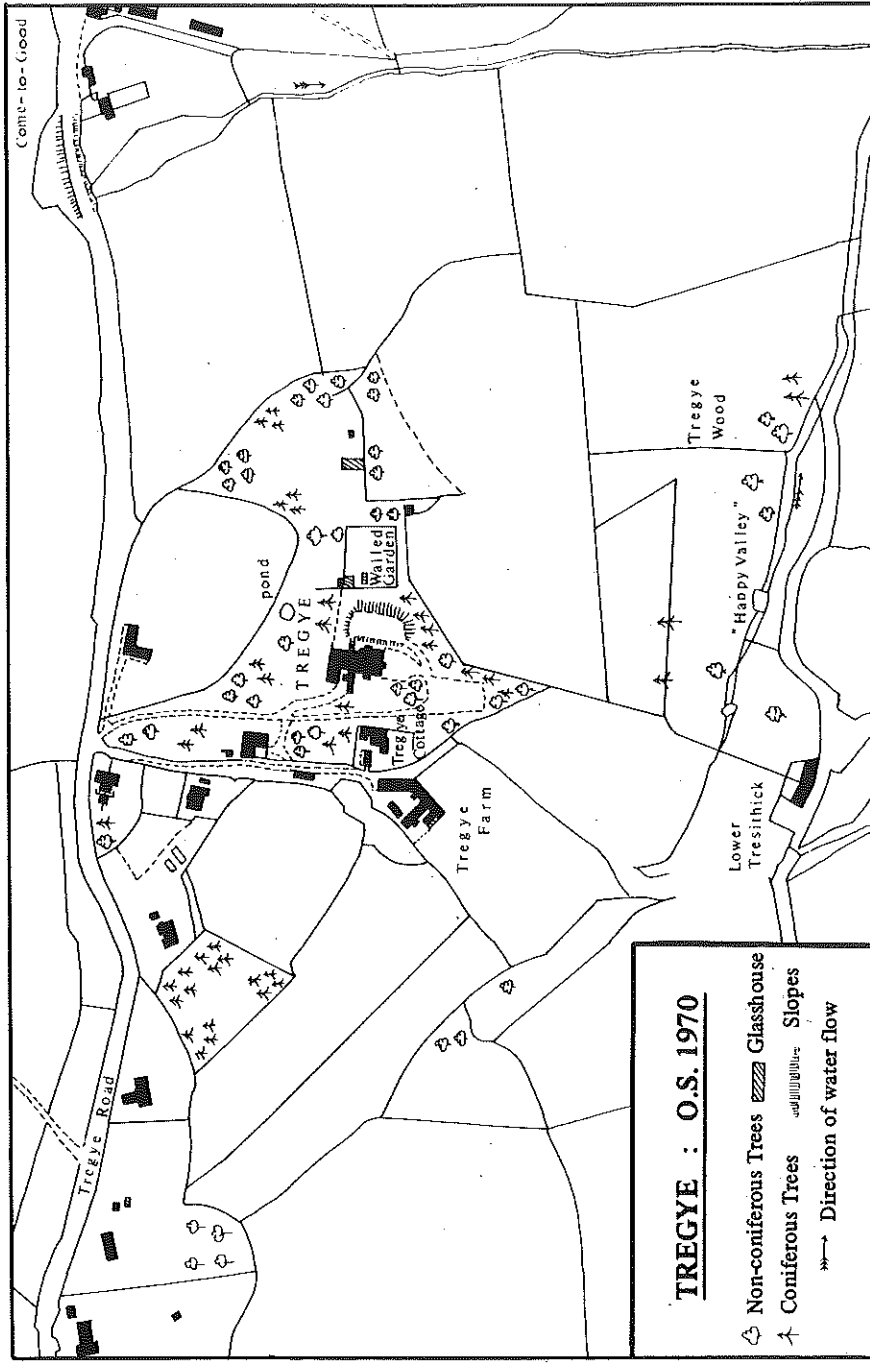 Come-to-Good
Tregye Road
pond
TREGYE
Walled
Garden
Tregye
Cottage
Tregye
Farm
Tregye
Wood
"Happy Valley"
Lower
Tresithick
TREGYE : O.S. 1970
Non-coniferous Trees Glasshouse
Coniferous Trees Slopes
Direction of water flow